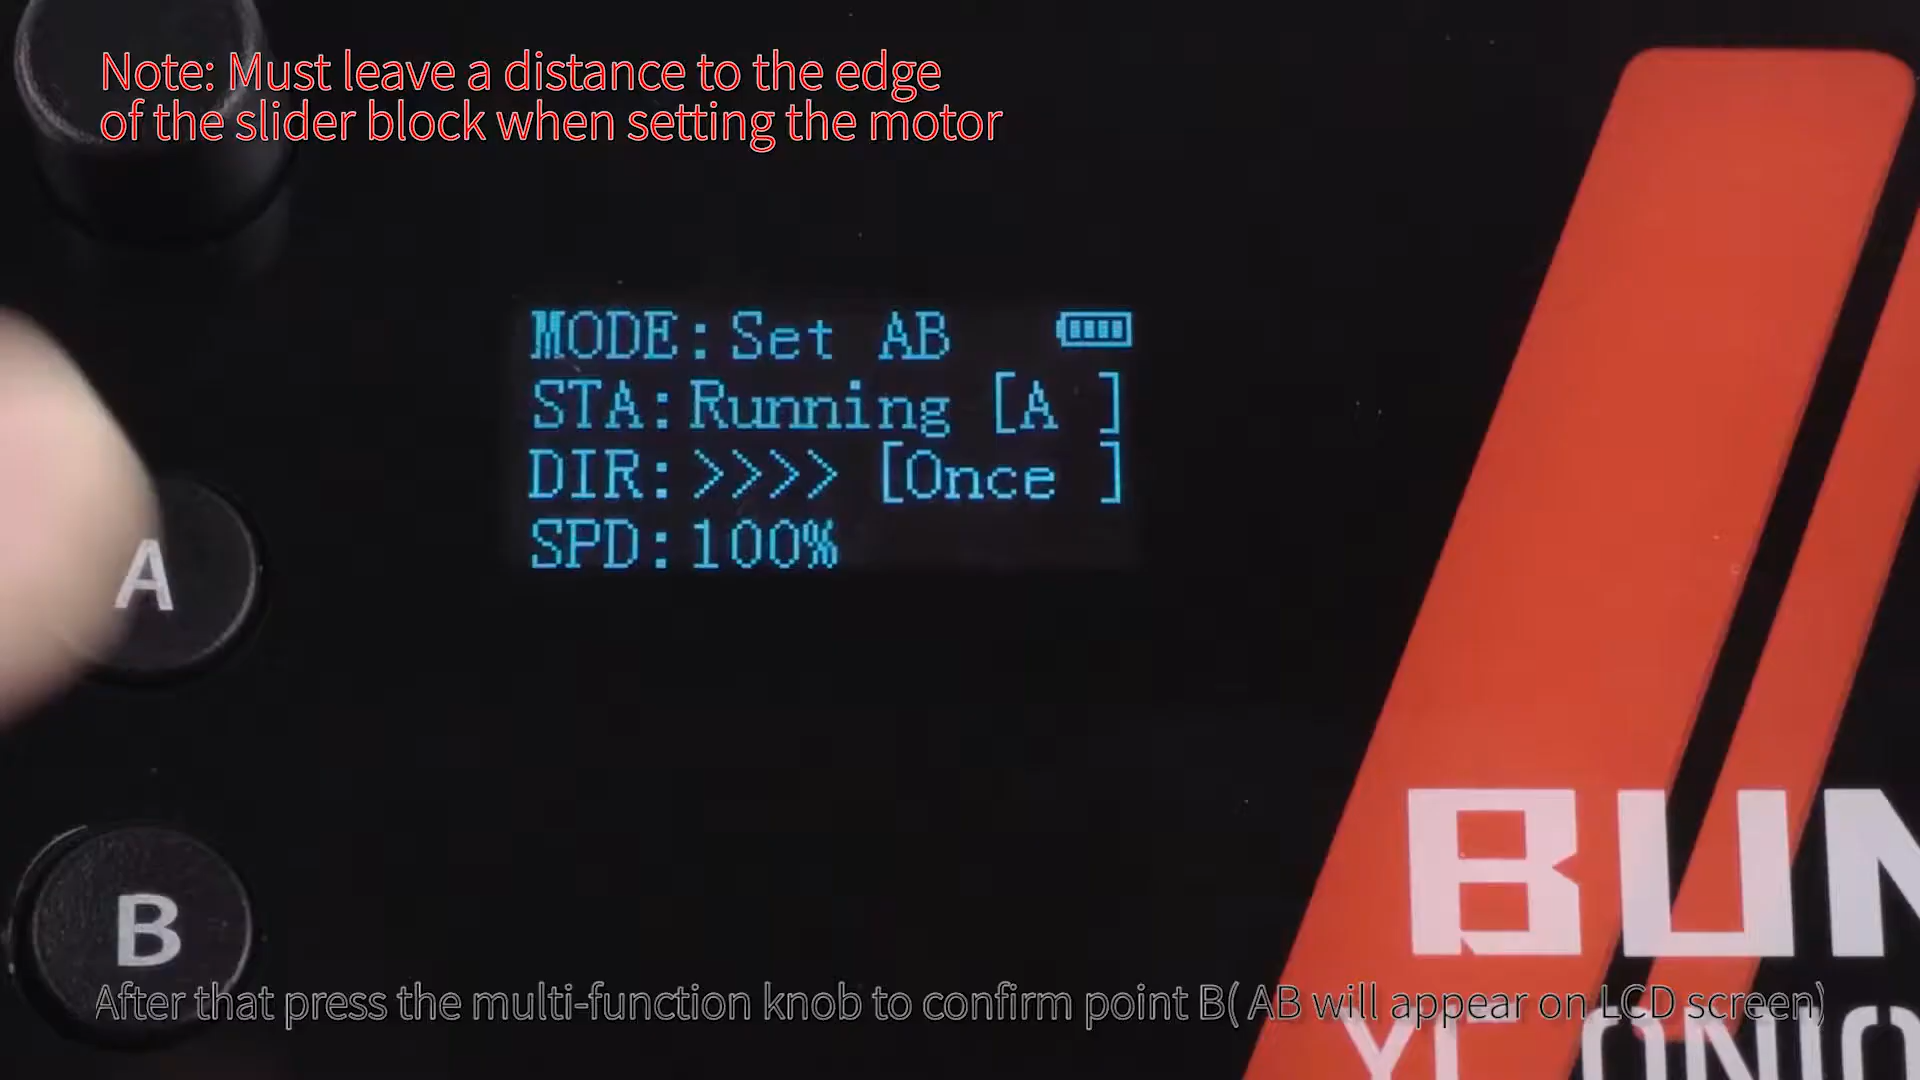 Note: Must leave a distance to the edge
of the slider block when setting the motor
MODE:Set AB
STA:Running [A ]
DIR:>>>> [Once ]
SPD:100%
A
B
BUN
After that press the multi-function knob to confirm point B( AB will appear on LCD screen)